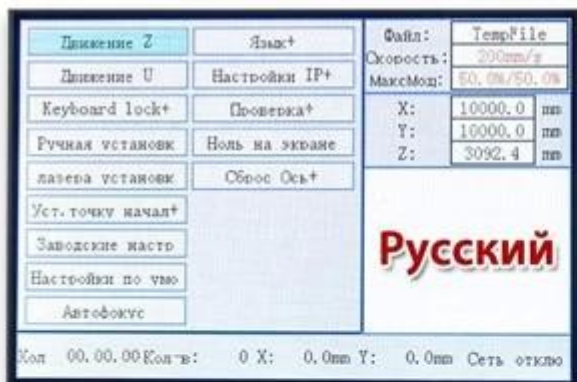 Движение Z
Движение U
Keyboard lock+
Ручная установк
лазера установк
Уст.точку начал+
Заводские настр
Настройки по умо
Автофокус
Язык+
Настройки IP+
Проверка+
Ноль на экране
Сброс Ось+
Файл: TempFile
Скорость: 200mm/s
МаксМощ: 50.0%/50.0%
X: 10000.0 mm
Y: 10000.0 mm
Z: 3092.4 mm
Русский
Кол 00.00.00 Кол-в: 0 X: 0.0mm Y: 0.0mm Сеть отклю